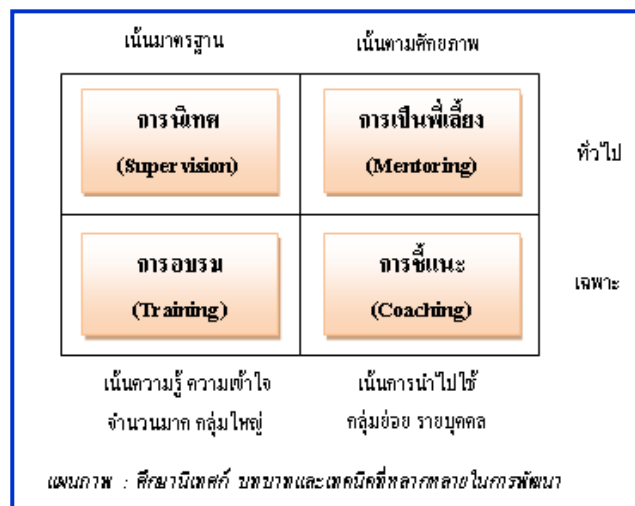 เน้นมาตรฐาน
เน้นตามศักยภาพ
การนิเทศ
(Supervision)
การเป็นพี่เลี้ยง
(Mentoring)
ทั่วไป
การอบรม
(Training)
การชี้แนะ
(Coaching)
เฉพาะ
เน้นความรู้ ความเข้าใจ
จำนวนมาก กลุ่มใหญ่
เน้นการนำไปใช้
กลุ่มย่อย รายบุคคล
แผนภาพ : ศึกษานิเทศก์ บทบาทและเทคนิคที่หลากหลายในการพัฒนา